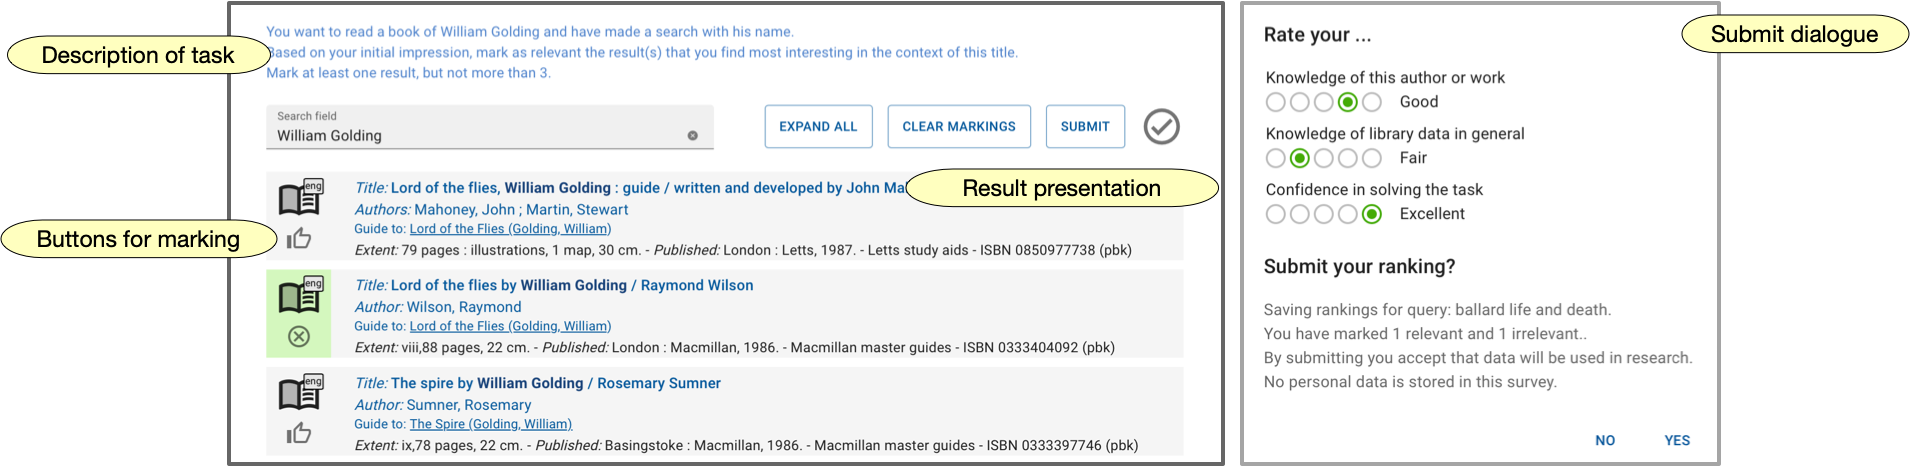 Description of task
You want to read a book of William Golding and have made a search with his name.
Based on your initial impression, mark as relevant the result(s) that you find most interesting in the context of this title.
Mark at least one result, but not more than 3.
Search field
William Golding
EXPAND ALL
CLEAR MARKINGS
SUBMIT
Result presentation
Buttons for marking
eng
Title: Lord of the flies, William Golding : guide / written and developed by John
Authors: Mahoney, John ; Martin, Stewart
Guide to: Lord of the Flies (Golding, William)
Extent: 79 pages : illustrations, 1 map, 30 cm. - Published: London : Letts, 1987. - Letts study aids - ISBN 0850977738 (pbk)
eng
Title: Lord of the flies by William Golding / Raymond Wilson
Author: Wilson, Raymond
Guide to: Lord of the Flies (Golding, William)
Extent: viii,88 pages, 22 cm. - Published: London : Macmillan, 1986. - Macmillan master guides - ISBN 0333404092 (pbk)
eng
Title: The spire by William Golding / Rosemary Sumner
Author: Sumner, Rosemary
Guide to: The Spire (Golding, William)
Extent: ix,78 pages, 22 cm. - Published: Basingstoke : Macmillan, 1986. - Macmillan master guides - ISBN 0333397746 (pbk)
Submit dialogue
Rate your ...
Knowledge of this author or work
Good
Knowledge of library data in general
Fair
Confidence in solving the task
Excellent
Submit your ranking?
Saving rankings for query: ballard life and death.
You have marked 1 relevant and 1 irrelevant..
By submitting you accept that data will be used in research.
No personal data is stored in this survey.
NO
YES